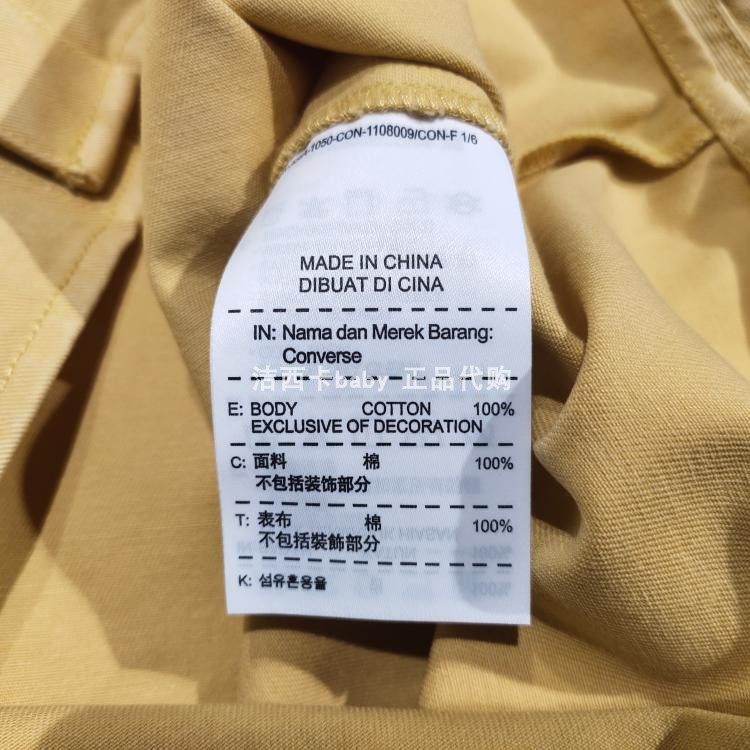 1050-CON-1108009/CON-F 1/6
MADE IN CHINA
DIBUAT DI CINA
IN: Nama dan Merek Barang:
Converse
洁西卡baby 正品代购
E: BODY COTTON 100%
EXCLUSIVE OF DECORATION
C: 面料 棉 100%
不包括装饰部分
T: 表布 棉 100%
不包括裝飾部分
K: 섬유혼용율